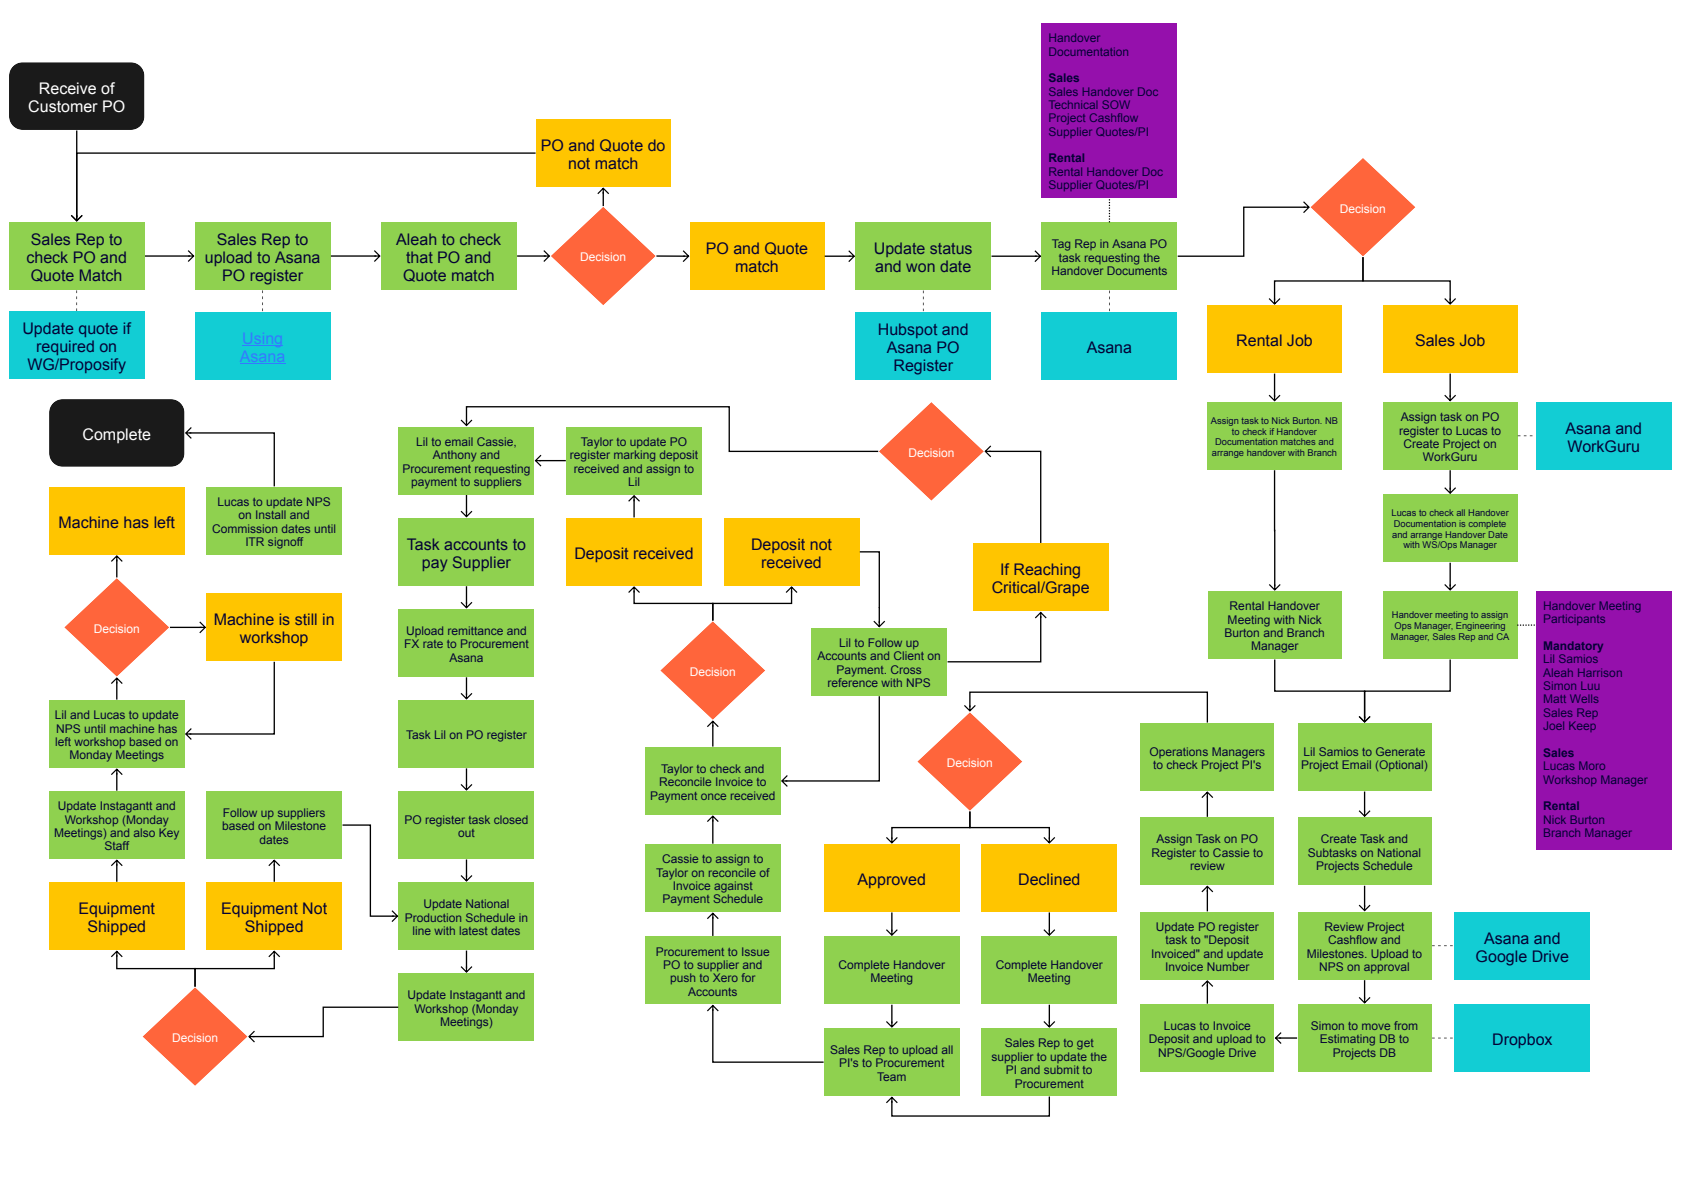 Receive of
Customer PO
PO and Quote do
not match
Handover
Documentation
Sales
Sales Handover Doc
Technical SOW
Project Cashflow
Supplier Quotes/PI
Rental
Rental Handover Doc
Supplier Quotes/PI
Decision
Sales Rep to
check PO and
Quote Match
Sales Rep to
upload to Asana
PO register
Aleah to check
that PO and
Quote match
Decision
PO and Quote
match
Update status
and won date
Tag Rep in Asana PO
task requesting the
Handover Documents
Update quote if
required on
WG/Proposify
Using
Asana
Hubspot and
Asana PO
Register
Asana
Rental Job
Sales Job
Complete
Lil to email Cassie,
Anthony and
Procurement requesting
payment to suppliers
Taylor to update PO
register marking deposit
received and assign to
Lil
Decision
Assign task to Nick Burton. NB
to check if Handover
Documentation matches and
arrange handover with Branch
Assign task on PO
register to Lucas to
Create Project on
WorkGuru
Asana and
WorkGuru
Machine has left
Lucas to update NPS
on Install and
Commission dates until
ITR signoff
Task accounts to
pay Supplier
Deposit received
Deposit not
received
If Reaching
Critical/Grape
Lucas to check all Handover
Documentation is complete
and arrange Handover Date
with WS/Ops Manager
Decision
Machine is still in
workshop
Upload remittance and
FX rate to Procurement
Asana
Decision
Lil to Follow up
Accounts and Client on
Payment. Cross
reference with NPS
Rental Handover
Meeting with Nick
Burton and Branch
Manager
Handover meeting to assign
Ops Manager, Engineering
Manager, Sales Rep and CA
Handover Meeting
Participants
Mandatory
Lil Samios
Aleah Harrison
Simon Luu
Matt Wells
Sales Rep
Joel Keep
Sales
Lucas Moro
Workshop Manager
Rental
Nick Burton
Branch Manager
Lil and Lucas to update
NPS until machine has
left workshop based on
Monday Meetings
Task Lil on PO register
Taylor to check and
Reconcile Invoice to
Payment once received
Decision
Operations Managers
to check Project PI's
Lil Samios to Generate
Project Email (Optional)
Update Instagantt and
Workshop (Monday
Meetings) and also Key
Staff
Follow up suppliers
based on Milestone
dates
PO register task closed
out
Cassie to assign to
Taylor on reconcile of
Invoice against
Payment Schedule
Approved
Declined
Assign Task on PO
Register to Cassie to
review
Create Task and
Subtasks on National
Projects Schedule
Equipment
Shipped
Equipment Not
Shipped
Update National
Production Schedule in
line with latest dates
Procurement to Issue
PO to supplier and
push to Xero for
Accounts
Complete Handover
Meeting
Complete Handover
Meeting
Update PO register
task to "Deposit
Invoiced" and update
Invoice Number
Review Project
Cashflow and
Milestones. Upload to
NPS on approval
Asana and
Google Drive
Decision
Update Instagantt and
Workshop (Monday
Meetings)
Sales Rep to upload all
PI's to Procurement
Team
Sales Rep to get
supplier to update the
PI and submit to
Procurement
Lucas to Invoice
Deposit and upload to
NPS/Google Drive
Simon to move from
Estimating DB to
Projects DB
Dropbox